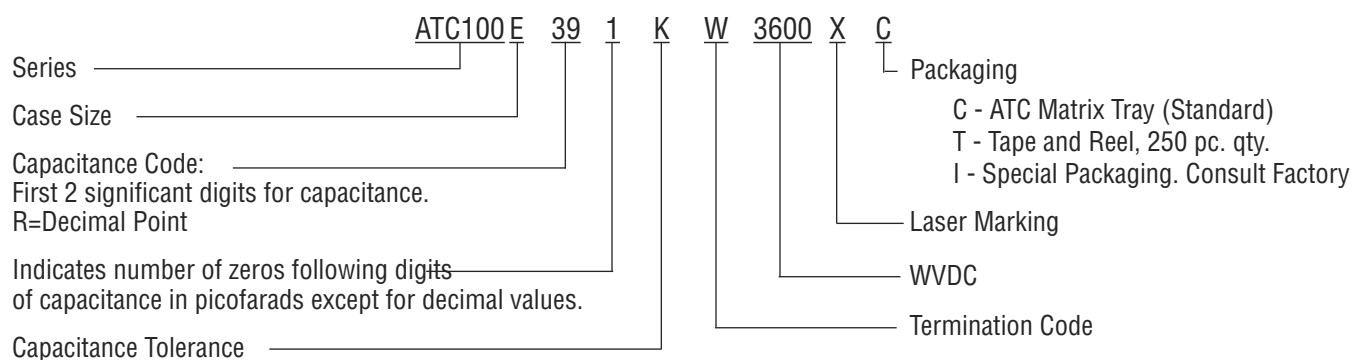 ATC100 E 39 1 K W 3600 X C
Series
Case Size
Capacitance Code:
First 2 significant digits for capacitance.
R=Decimal Point
Indicates number of zeros following digits
of capacitance in picofarads except for decimal values.
Capacitance Tolerance
Packaging
C - ATC Matrix Tray (Standard)
T - Tape and Reel, 250 pc. qty.
I - Special Packaging. Consult Factory
Laser Marking
WVDC
Termination Code